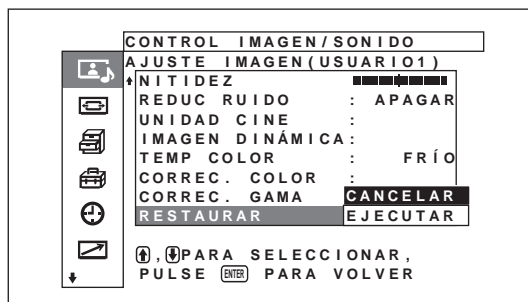 CONTROL IMAGEN/SONIDO
AJUSTE IMAGEN(USUARIO1)
NITIDEZ
REDUC RUIDO : APAGAR
UNIDAD CINE :
IMAGEN DINÁMICA:
TEMP COLOR : FRÍO
CORREC. COLOR :
CORREC. GAMA CANCELAR
RESTAURAR EJECUTAR
, PARA SELECCIONAR,
PULSE ENTER PARA VOLVER